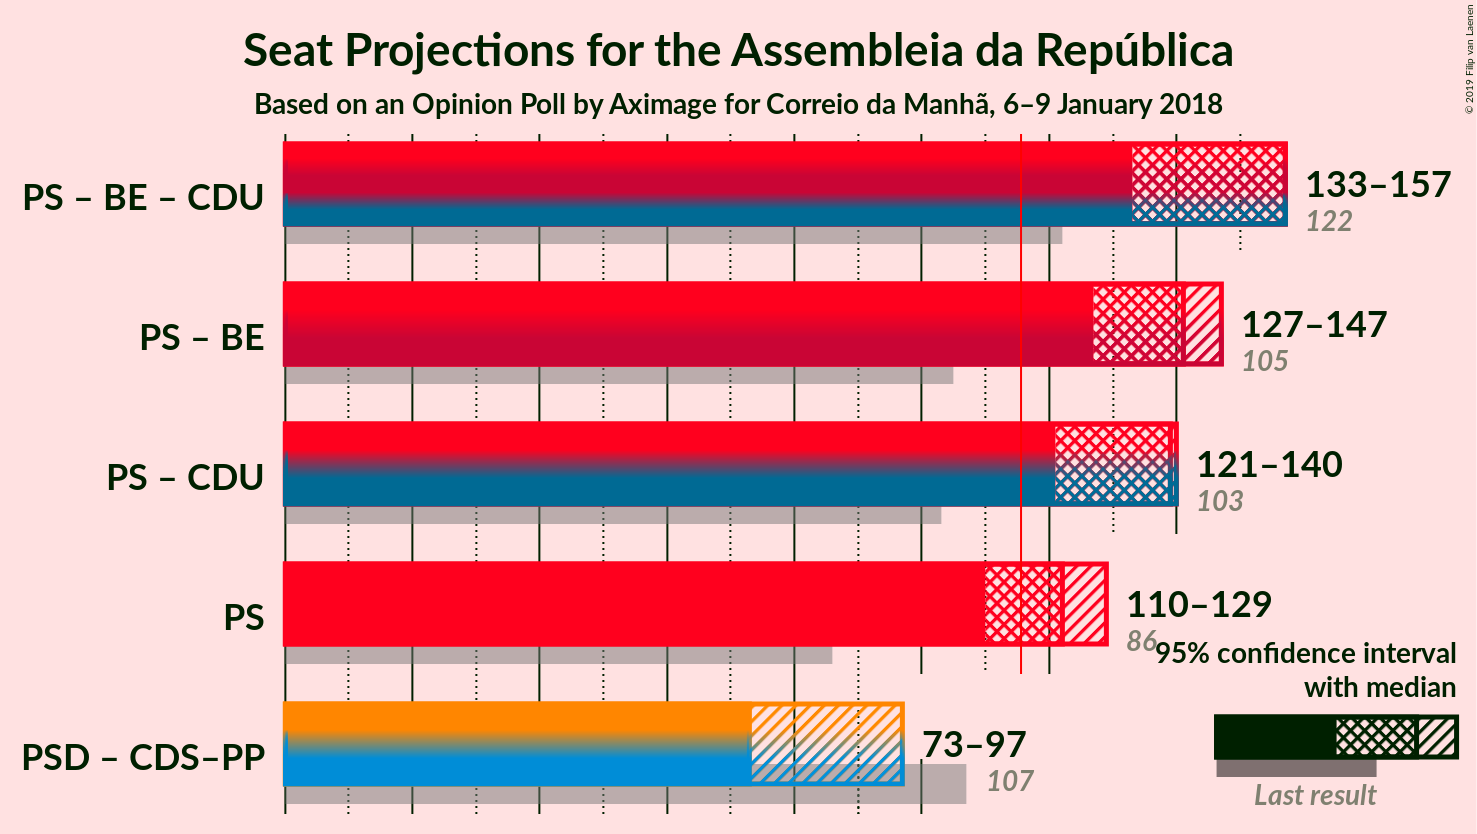 Seat Projections for the Assembleia da República
Based on an Opinion Poll by Aximage for Correio da Manhã, 6–9 January 2018
© 2019 Filip van Laenen
PS – BE – CDU
133–157
122
PS – BE
127–147
105
PS – CDU
121–140
103
PS
110–129
86
95% confidence interval
with median
PSD – CDS–PP
73–97
107
Last result